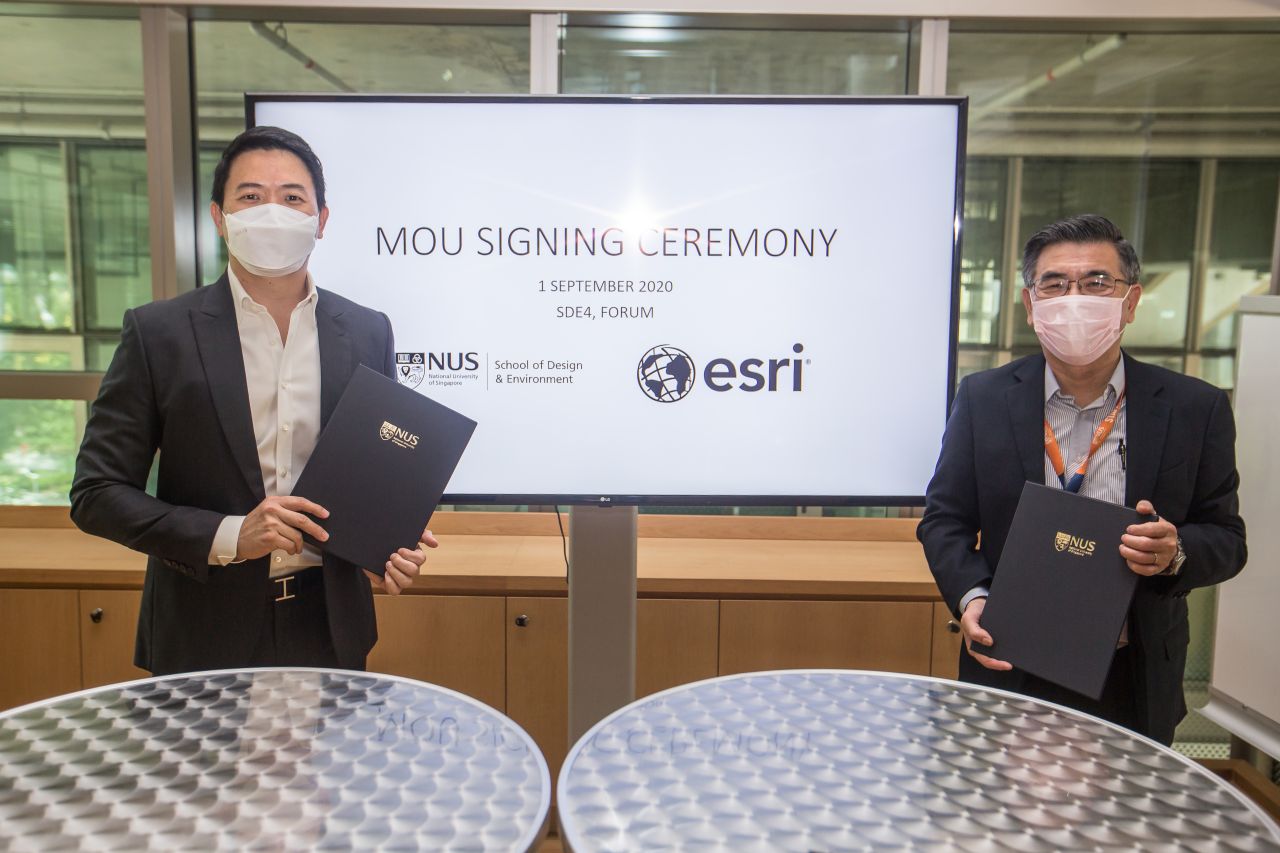 MOU SIGNING CEREMONY
1 SEPTEMBER 2020
SDE4, FORUM
NUS
National University
of Singapore
School of Design
& Environment
esri
LG
NUS
NUS